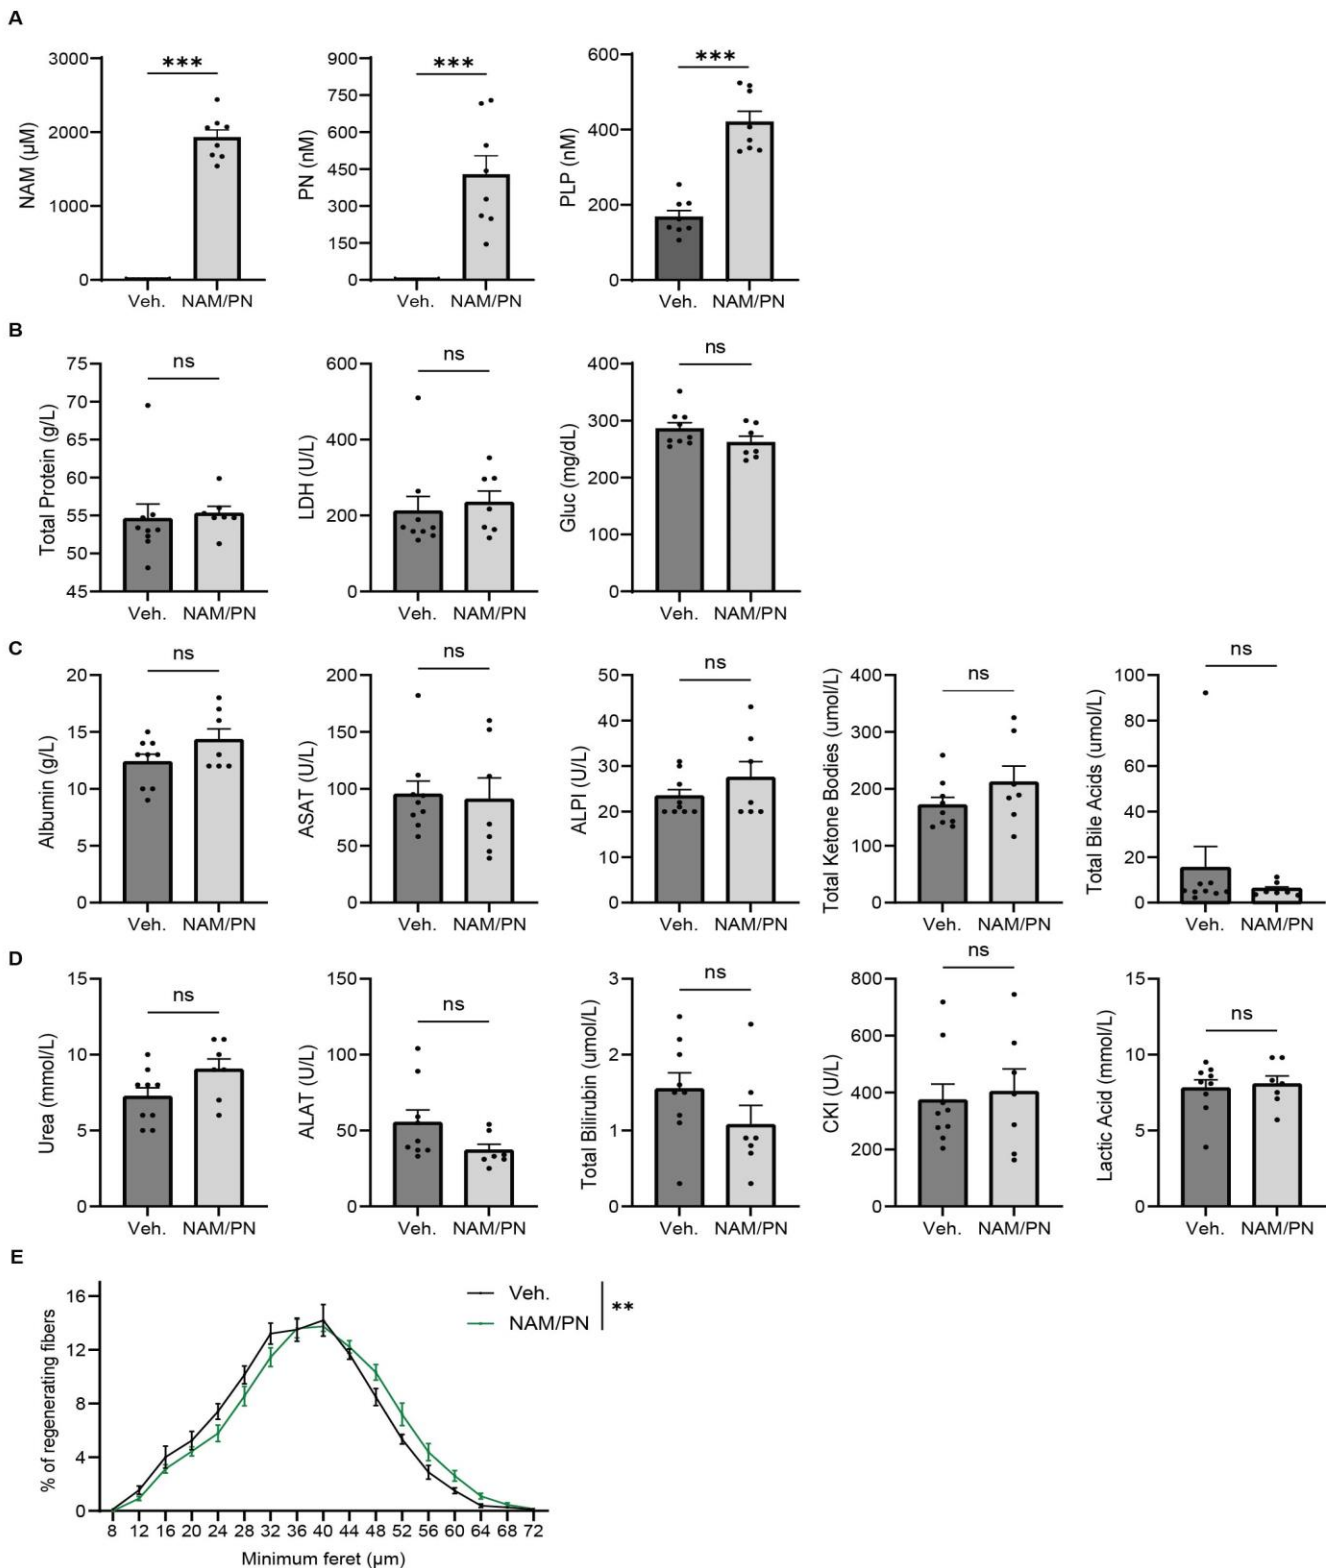 A
NAM (µM)
3000
2000
1000
0
***
Veh. NAM/PN
PN (nM)
900
750
600
450
300
150
0
***
Veh. NAM/PN
PLP (nM)
600
400
200
0
***
Veh. NAM/PN
B
Total Protein (g/L)
75
70
65
60
55
50
45
ns
Veh. NAM/PN
LDH (U/L)
600
400
200
0
ns
Veh. NAM/PN
Gluc (mg/dL)
400
300
200
100
0
ns
Veh. NAM/PN
C
Albumin (g/L)
20
15
10
5
0
ns
Veh. NAM/PN
ASAT (U/L)
200
150
100
50
0
ns
Veh. NAM/PN
ALPI (U/L)
50
40
30
20
10
0
ns
Veh. NAM/PN
Total Ketone Bodies (umol/L)
400
300
200
100
0
ns
Veh. NAM/PN
Total Bile Acids (umol/L)
100
80
60
40
20
0
ns
Veh. NAM/PN
D
Urea (mmol/L)
15
10
5
0
ns
Veh. NAM/PN
ALAT (U/L)
150
100
50
0
ns
Veh. NAM/PN
Total Bilirubin (umol/L)
3
2
1
0
ns
Veh. NAM/PN
CKI (U/L)
800
600
400
200
0
ns
Veh. NAM/PN
Lactic Acid (mmol/L)
15
10
5
0
ns
Veh. NAM/PN
E
% of regenerating fibers
16
12
8
4
0
Veh.
NAM/PN
**
8 12 16 20 24 28 32 36 40 44 48 52 56 60 64 68 72
Minimum feret (µm)